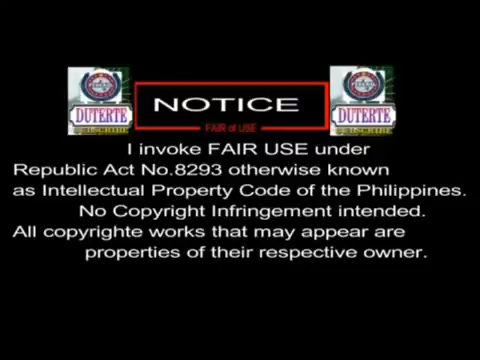 DUTERTE
SUBSCRIBE
NOTICE
FAIR of USE
DUTERTE
SUBSCRIBE
I invoke FAIR USE under
Republic Act No.8293 otherwise known
as Intellectual Property Code of the Philippines.
No Copyright Infringement intended.
All copyrighte works that may appear are
properties of their respective owner.